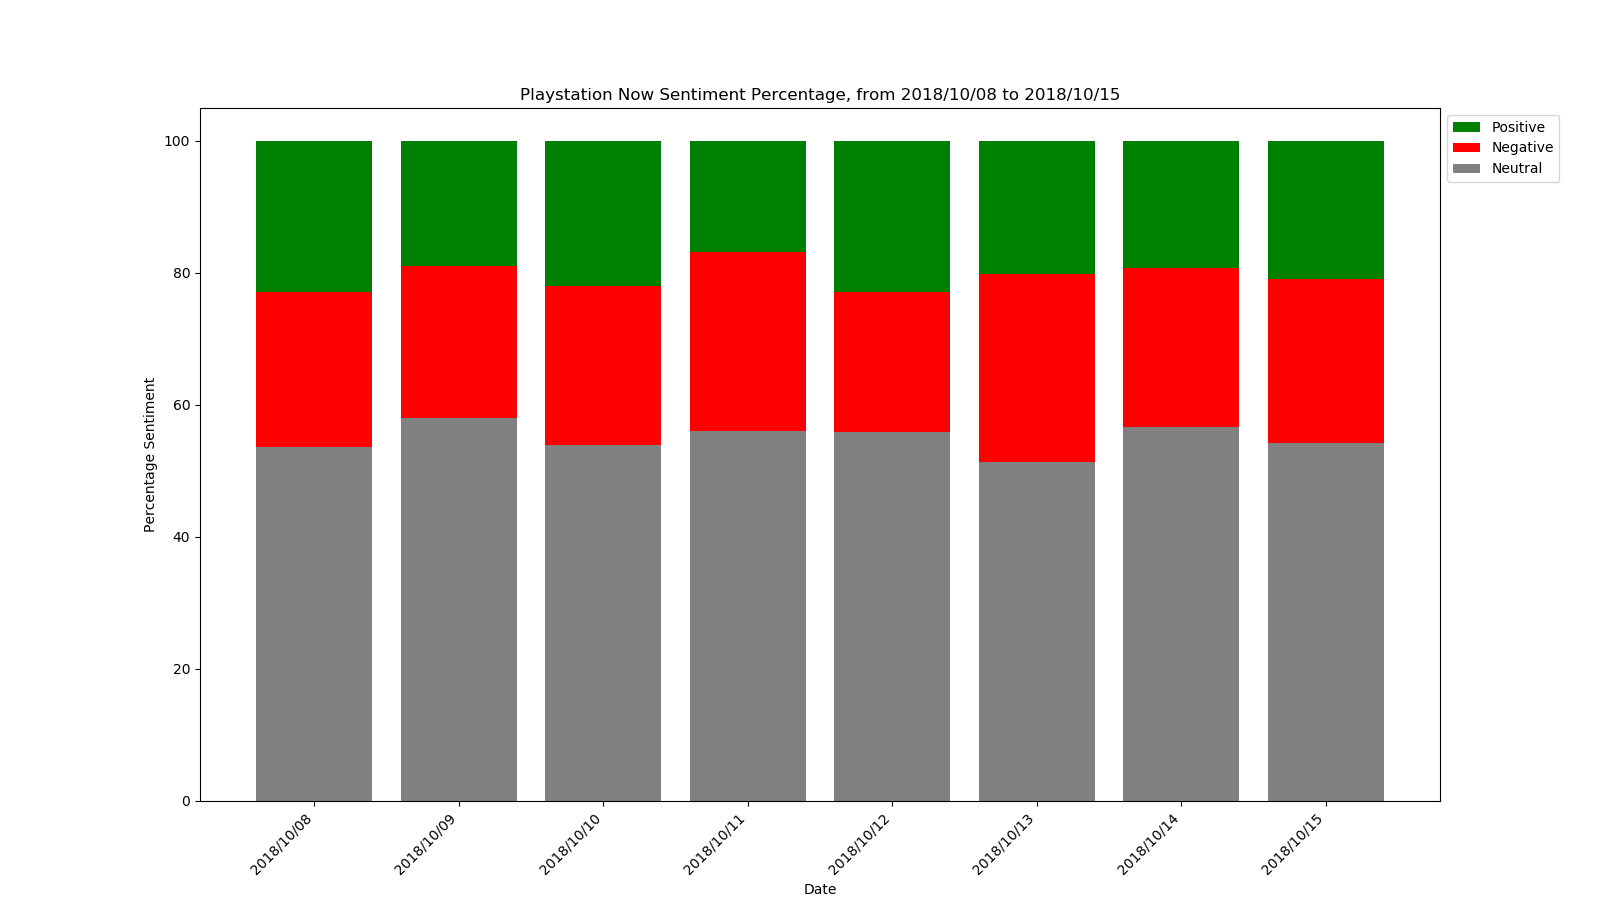 Playstation Now Sentiment Percentage, from 2018/10/08 to 2018/10/15
Positive
Negative
Neutral
Percentage Sentiment
100
80
60
40
20
0
2018/10/08
2018/10/09
2018/10/10
2018/10/11
2018/10/12
2018/10/13
2018/10/14
2018/10/15
Date